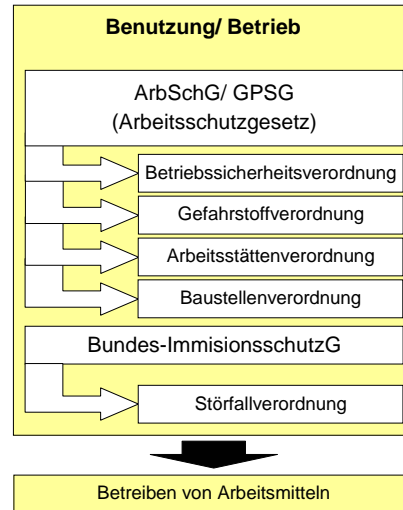 Benutzung/ Betrieb
ArbSchG/ GPSG
(Arbeitsschutzgesetz)
Betriebssicherheitsverordnung
Gefahrstoffverordnung
Arbeitsstättenverordnung
Baustellenverordnung
Bundes-ImmisionsschutzG
Störfallverordnung
Betreiben von Arbeitsmitteln